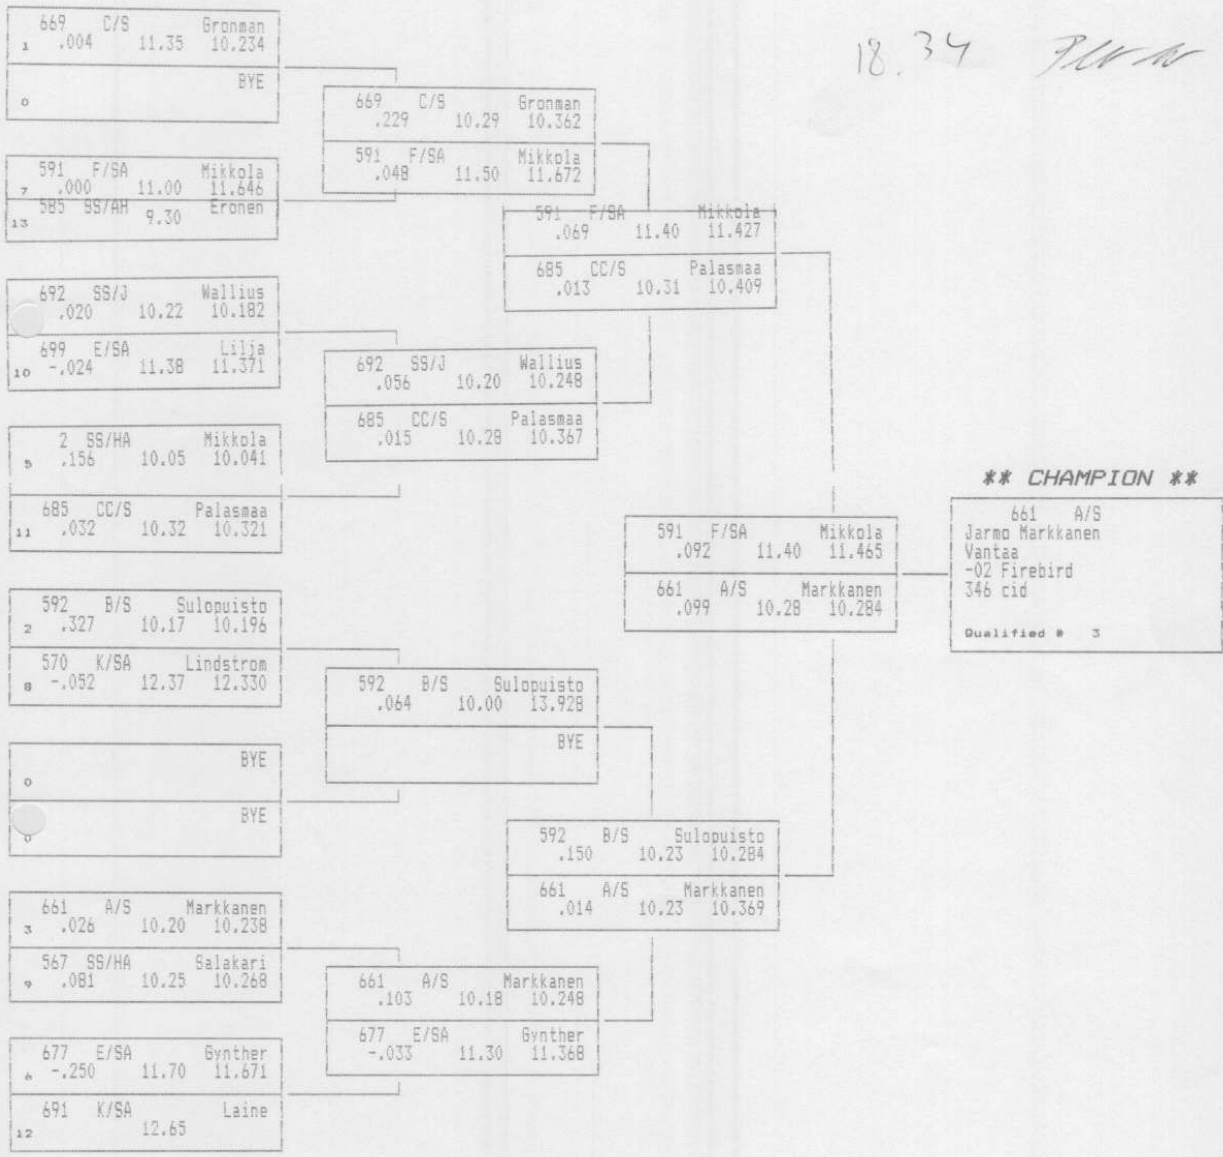 18.34
669 C/S Gronman
1 .004 11.35 10.234
BYE
0
591 F/SA Mikkola
7 .000 11.00 11.646
585 SS/AH Eronen
13 9.30
692 SS/J Wallius
.020 10.22 10.182
699 E/SA Lilja
10 -.024 11.38 11.371
2 SS/HA Mikkola
5 .156 10.05 10.041
685 CC/S Palasmaa
11 .032 10.32 10.321
592 B/S Sulopuisto
2 .327 10.17 10.196
570 K/SA Lindstrom
8 -.052 12.37 12.330
BYE
0
BYE
0
661 A/S Markkanen
3 .026 10.20 10.238
567 SS/HA Salakari
9 .081 10.25 10.268
677 E/SA Gynther
6 -.250 11.70 11.671
691 K/SA Laine
12 12.65
669 C/S Gronman
.229 10.29 10.362
591 F/SA Mikkola
.048 11.50 11.672
692 SS/J Wallius
.056 10.20 10.248
685 CC/S Palasmaa
.015 10.28 10.367
592 B/S Sulopuisto
.064 10.00 13.928
BYE
661 A/S Markkanen
.103 10.18 10.248
677 E/SA Gynther
-.033 11.30 11.368
591 F/SA Mikkola
.069 11.40 11.427
685 CC/S Palasmaa
.013 10.31 10.409
592 B/S Sulopuisto
.150 10.23 10.284
661 A/S Markkanen
.014 10.23 10.369
591 F/SA Mikkola
.092 11.40 11.465
661 A/S Markkanen
.099 10.28 10.284
** CHAMPION **
661 A/S
Jarmo Markkanen
Vantaa
-02 Firebird
346 cid
Qualified # 3